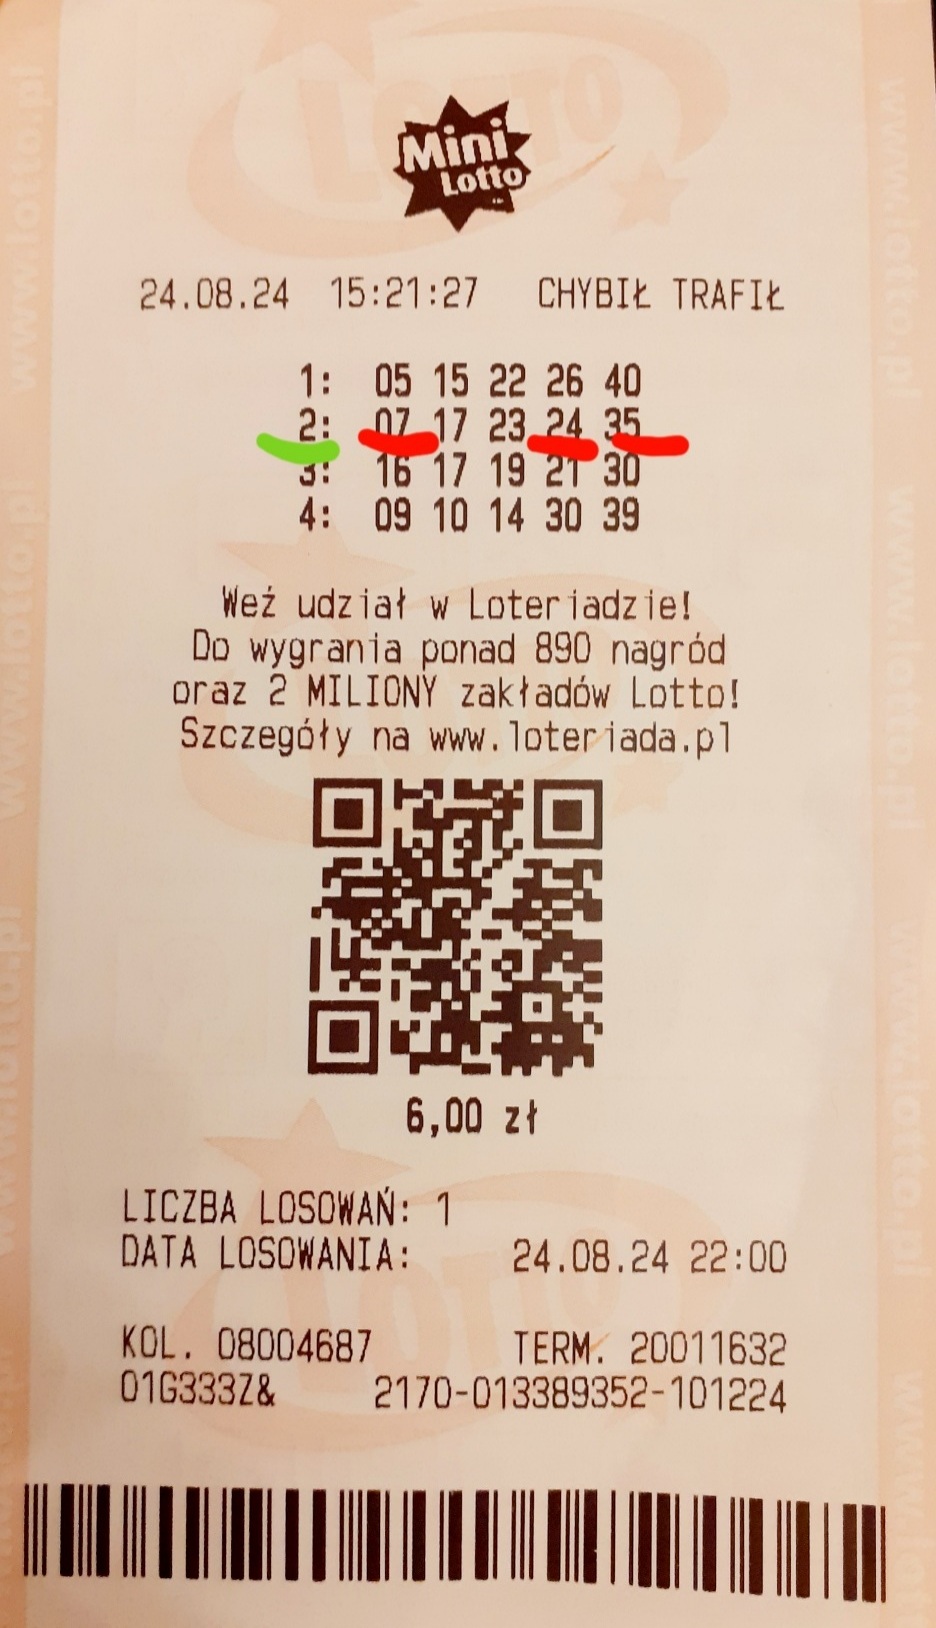 Mini
Lotto
24.08.24 15:21:27 CHYBIŁ TRAFIŁ
1: 05 15 22 26 40
2: 07 17 23 24 35
3: 16 17 19 21 30
4: 09 10 14 30 39
Weź udział w Loteriadzie!
Do wygrania ponad 890 nagród
oraz 2 MILIONY zakładów Lotto!
Szczegóły na www.loteriada.pl
6,00 zł
LICZBA LOSOWAŃ: 1
DATA LOSOWANIA: 24.08.24 22:00
KOL. 08004687 TERM. 20011632
01G333Z& 2170-013389352-101224